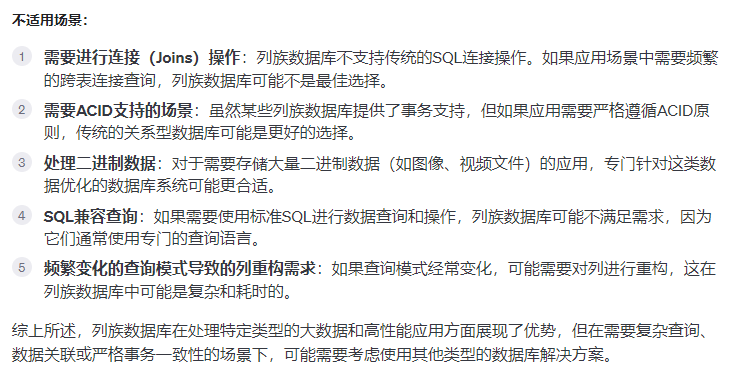 不适用场景：
1 需要进行连接（Joins）操作：列族数据库不支持传统的SQL连接操作。如果应用场景中需要频繁
的跨表连接查询，列族数据库可能不是最佳选择。
2 需要ACID支持的场景：虽然某些列族数据库提供了事务支持，但如果应用需要严格遵循ACID原
则，传统的关系型数据库可能是更好的选择。
3 处理二进制数据：对于需要存储大量二进制数据（如图像、视频文件）的应用，专门针对这类数
据优化的数据库系统可能更合适。
4 SQL兼容查询：如果需要使用标准SQL进行数据查询和操作，列族数据库可能不满足需求，因为
它们通常使用专门的查询语言。
5 频繁变化的查询模式导致的列重构需求：如果查询模式经常变化，可能需要对列进行重构，这在
列族数据库中可能是复杂和耗时的。
综上所述，列族数据库在处理特定类型的大数据和高性能应用方面展现了优势，但在需要复杂查询、
数据关联或严格事务一致性的场景下，可能需要考虑使用其他类型的数据库解决方案。